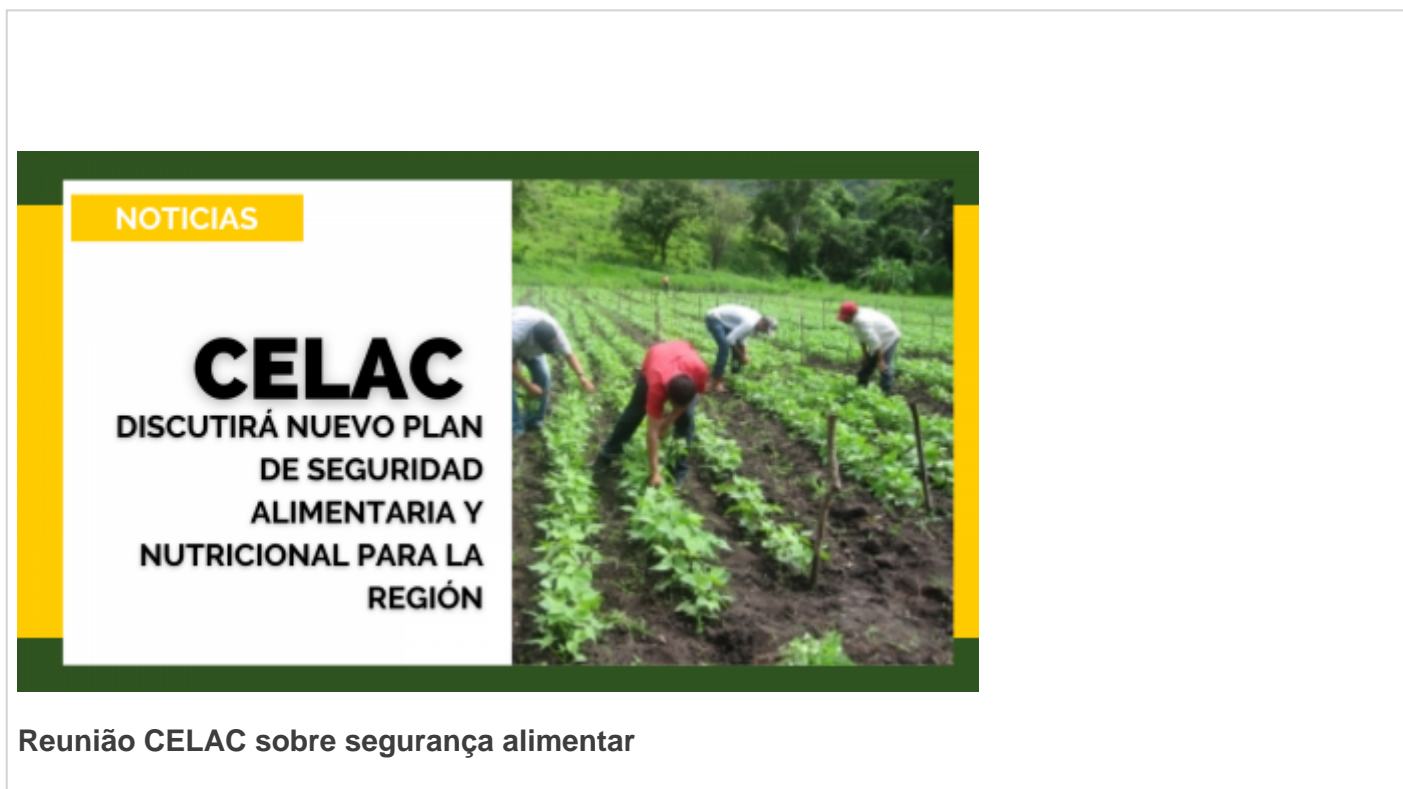 NOTICIAS
CELAC
DISCUTIRÁ NUEVO PLAN
DE SEGURIDAD
ALIMENTARIA Y
NUTRICIONAL PARA LA
REGIÓN
Reunião CELAC sobre segurança alimentar